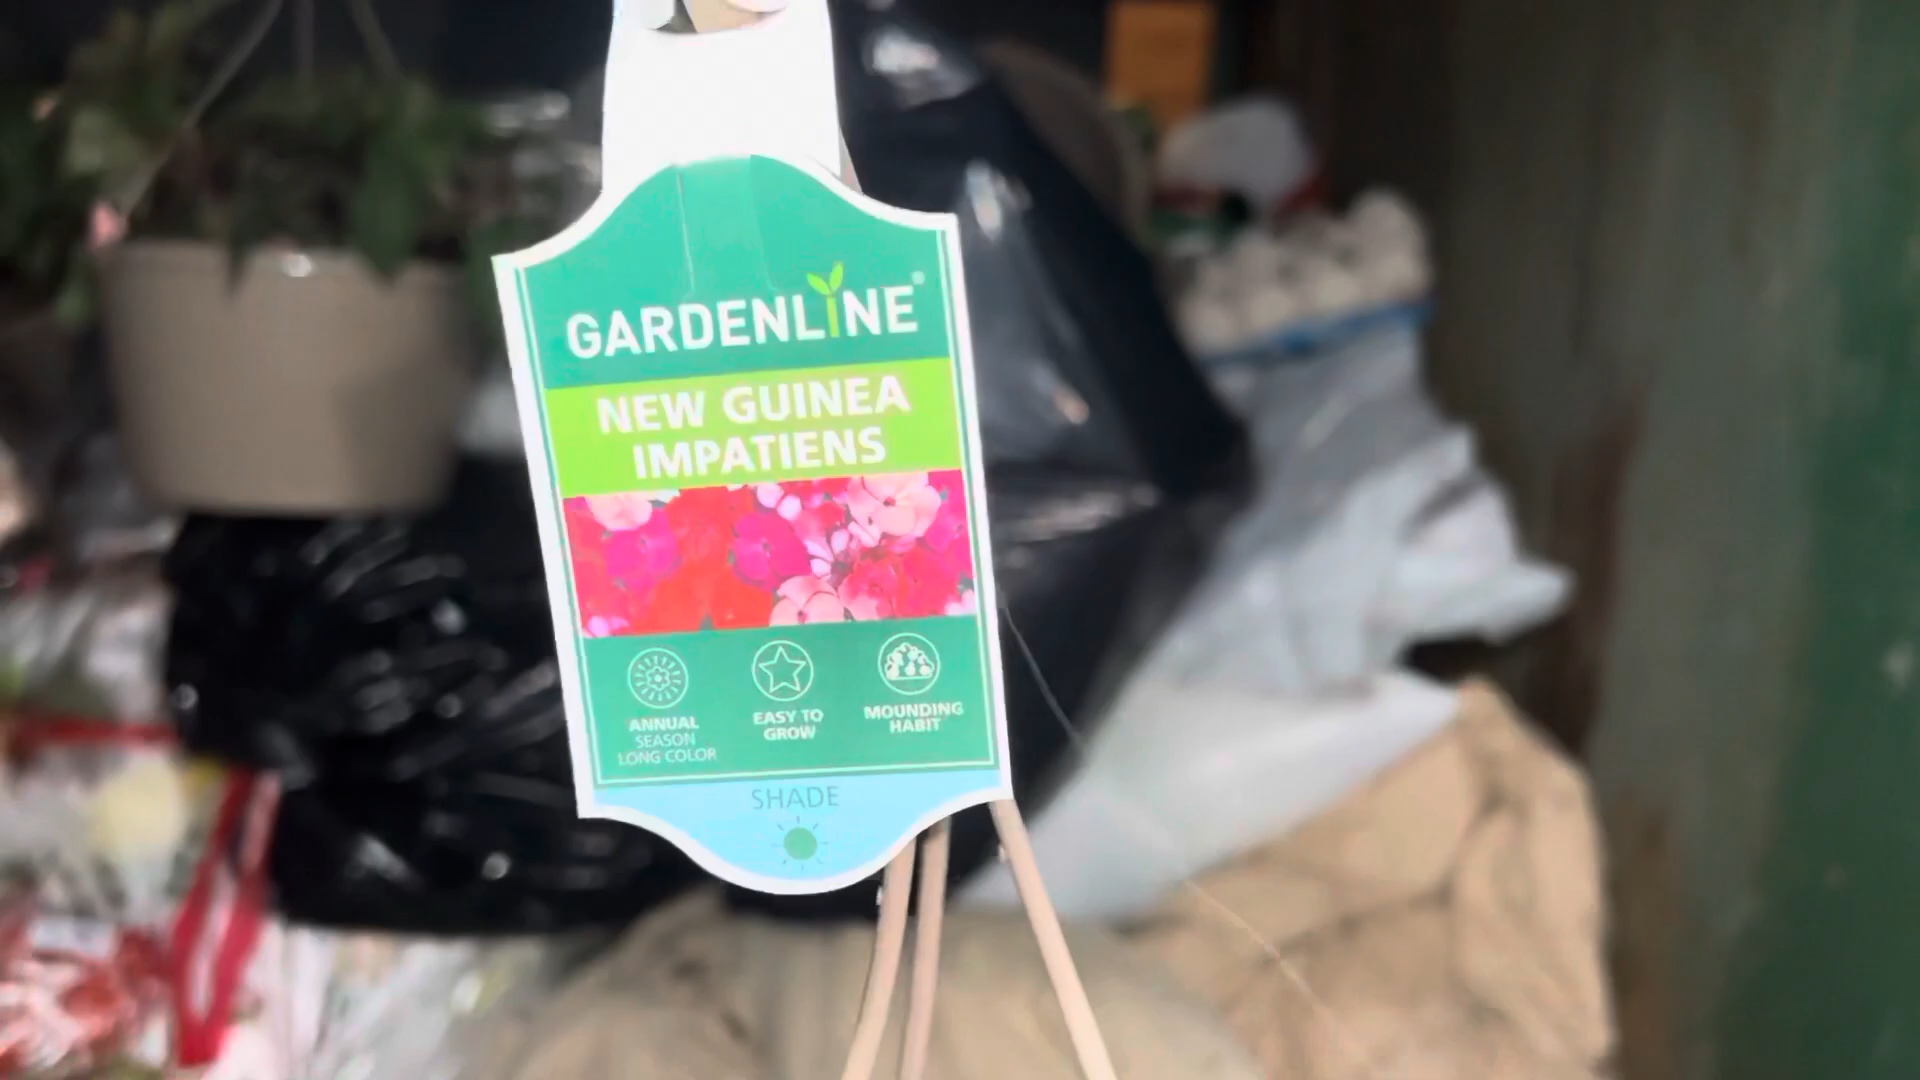 GARDENLINE®
NEW GUINEA
IMPATIENS
ANNUAL
SEASON
LONG COLOR
EASY TO
GROW
MOUNDING
HABIT
SHADE